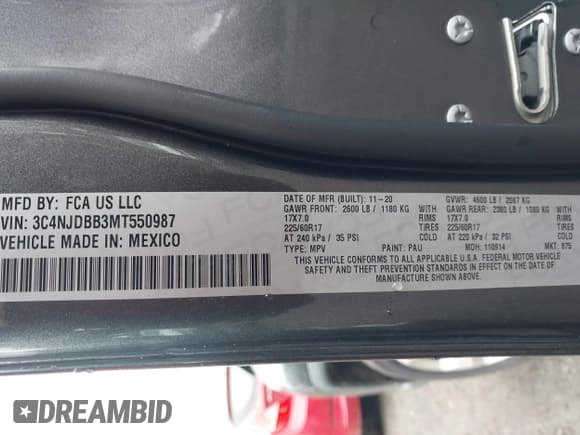 MFD BY: FCA US LLC
VIN: 3C4NJDBB3MT550987
VEHICLE MADE IN: MEXICO
DATE OF MFR (BUILT): 11-20
GVWR: 4600 LB / 2087 KG
GAWR FRONT: 2600 LB / 1180 KG WITH
GAWR REAR: 2380 LB / 1080 KG WITH
17X7.0 RIMS
17X7.0 RIMS
225/60R17 TIRES
225/60R17 TIRES
AT 240 kPa / 35 PSI COLD
AT 220 kPa / 32 PSI COLD
TYPE: MPV PAINT: PAU MDH: 110914 MKT: 875
THIS VEHICLE CONFORMS TO ALL APPLICABLE U.S.A. FEDERAL MOTOR VEHICLE
SAFETY AND THEFT PREVENTION STANDARDS IN EFFECT ON THE DATE OF
MANUFACTURE SHOWN ABOVE.
DREAMBID